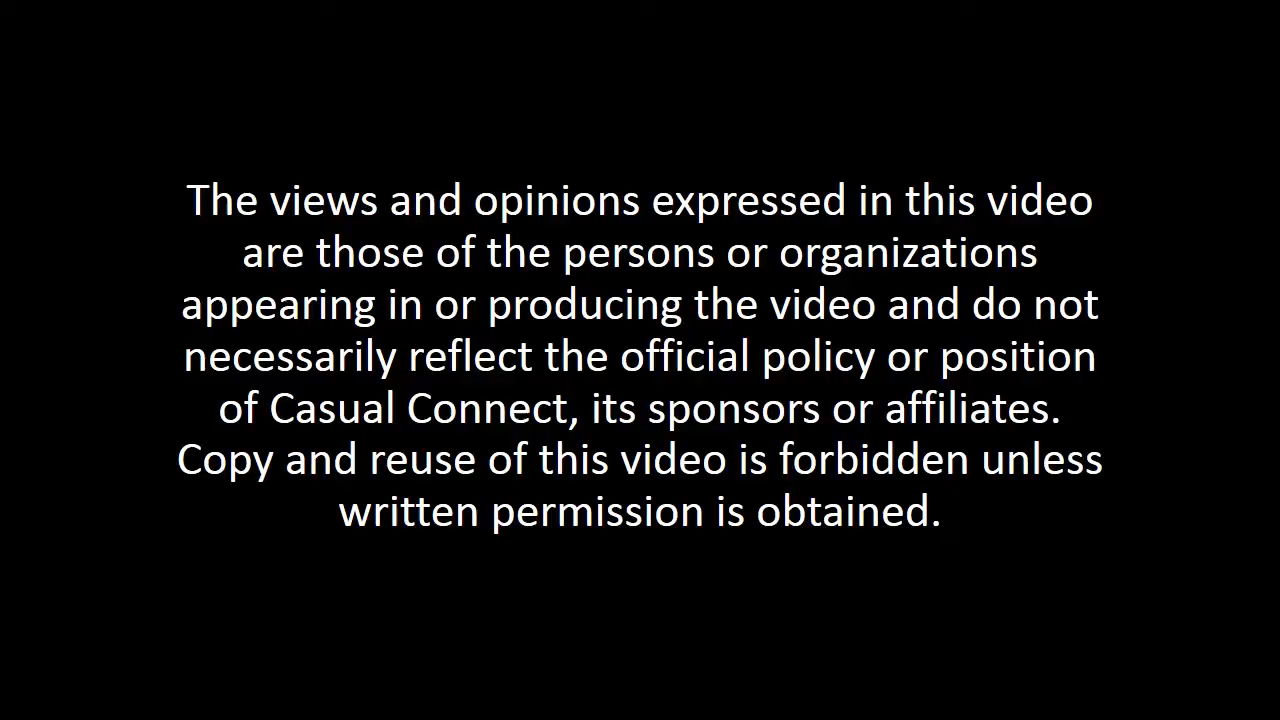 The views and opinions expressed in this video
are those of the persons or organizations
appearing in or producing the video and do not
necessarily reflect the official policy or position
of Casual Connect, its sponsors or affiliates.
Copy and reuse of this video is forbidden unless
written permission is obtained.